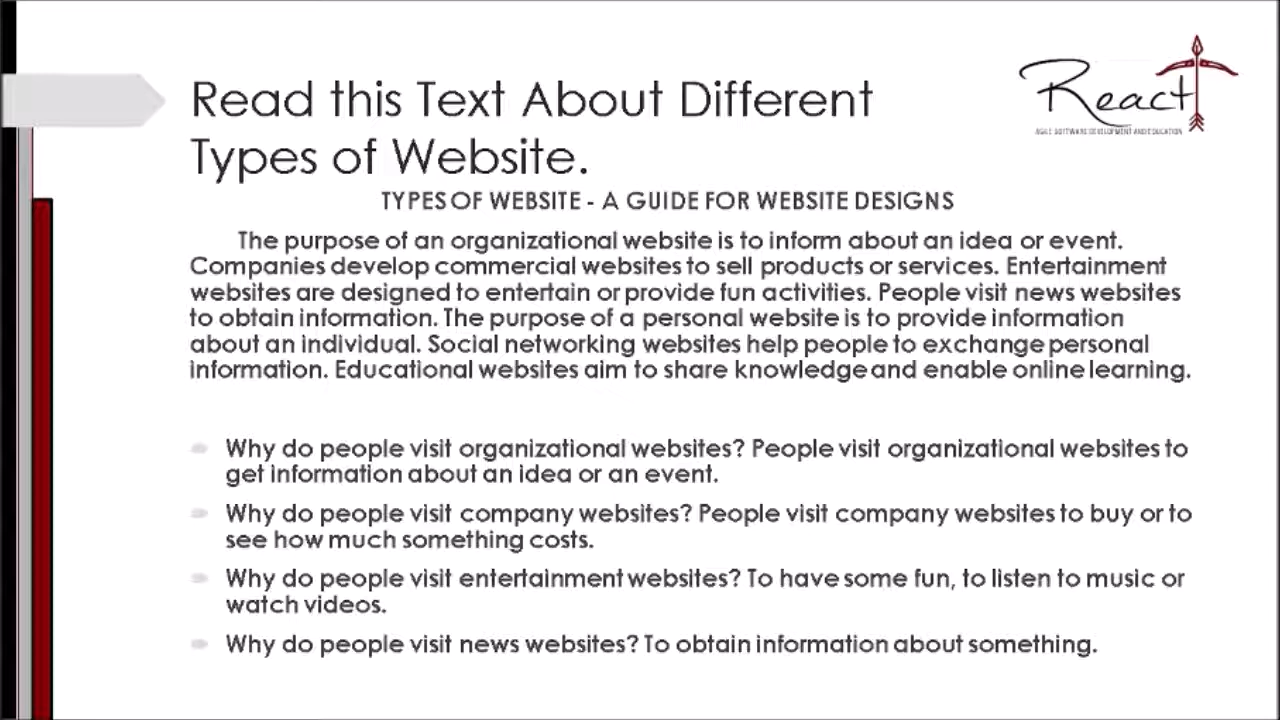 Read this Text About Different
Types of Website.
React
AGILE SOFTWARE DEVELOPMENT AND EDUCATION
TYPES OF WEBSITE - A GUIDE FOR WEBSITE DESIGNS
The purpose of an organizational website is to inform about an idea or event.
Companies develop commercial websites to sell products or services. Entertainment
websites are designed to entertain or provide fun activities. People visit news websites
to obtain information. The purpose of a personal website is to provide information
about an individual. Social networking websites help people to exchange personal
information. Educational websites aim to share knowledge and enable online learning.
Why do people visit organizational websites? People visit organizational websites to
get information about an idea or an event.
Why do people visit company websites? People visit company websites to buy or to
see how much something costs.
Why do people visit entertainment websites? To have some fun, to listen to music or
watch videos.
Why do people visit news websites? To obtain information about something.